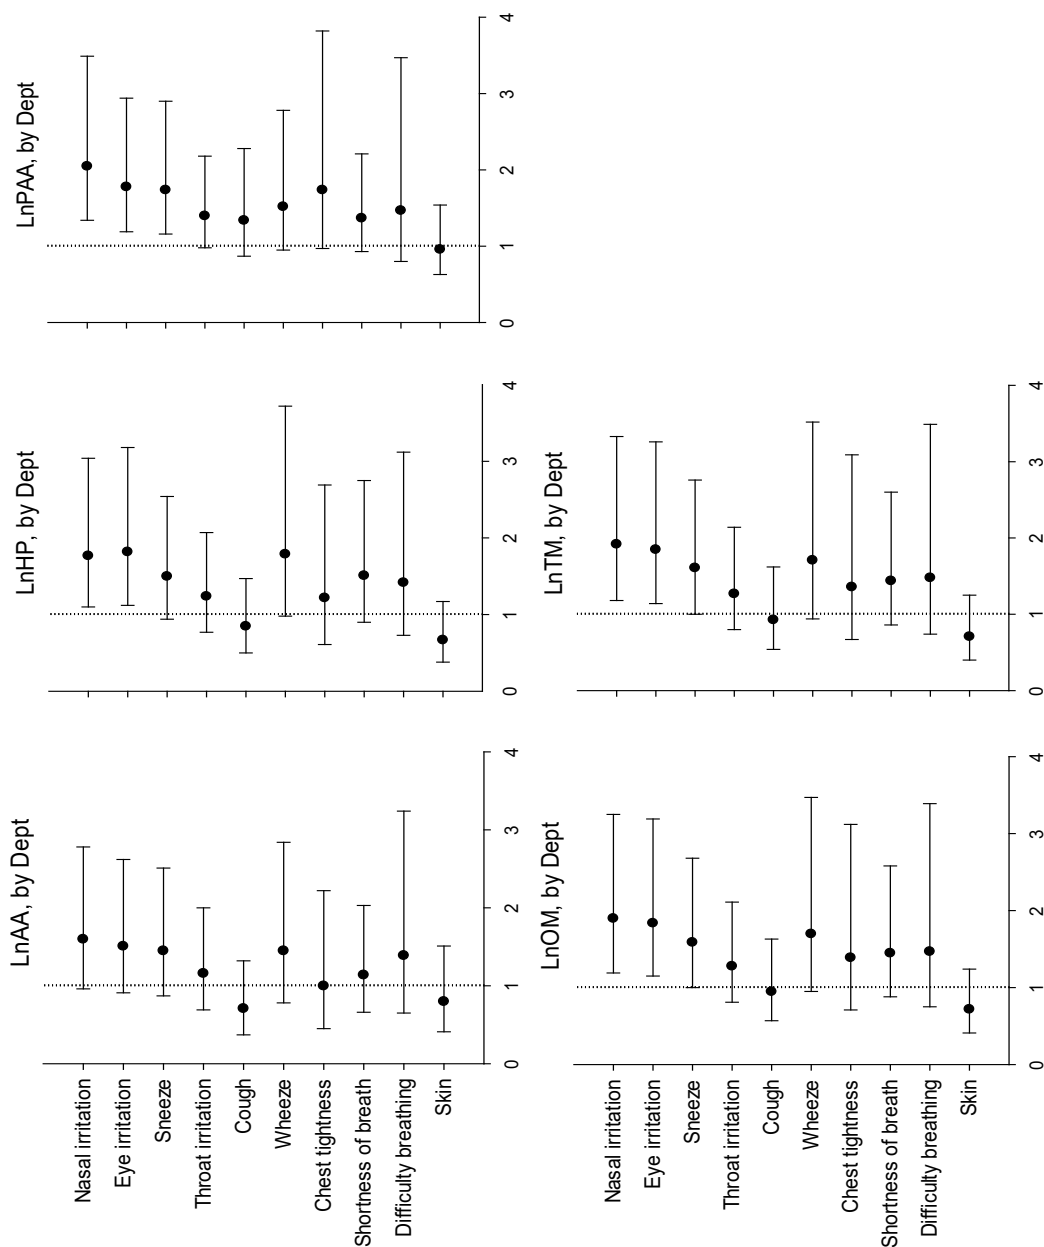 LnPAA, by Dept
0 1 2 3 4
LnHP, by Dept
0 1 2 3 4
LnTM, by Dept
0 1 2 3 4
LnAA, by Dept
0 1 2 3 4
Nasal irritation
Eye irritation
Sneeze
Throat irritation
Cough
Wheeze
Chest tightness
Shortness of breath
Difficulty breathing
Skin
LnOM, by Dept
0 1 2 3 4
Nasal irritation
Eye irritation
Sneeze
Throat irritation
Cough
Wheeze
Chest tightness
Shortness of breath
Difficulty breathing
Skin